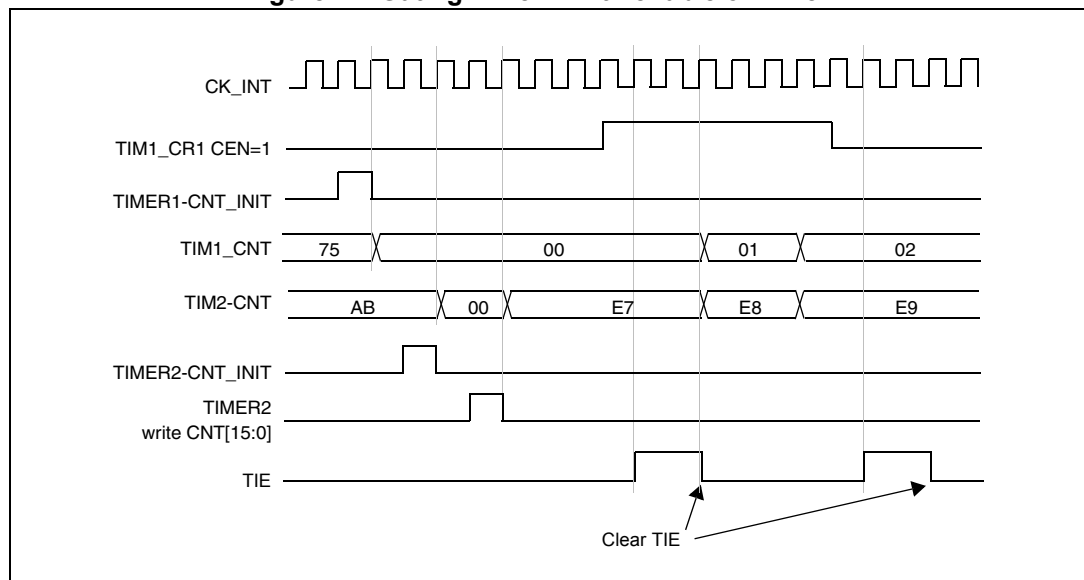 CK_INT
TIM1_CR1 CEN=1
TIMER1-CNT_INIT
TIM1_CNT 75 00 01 02
TIM2-CNT AB 00 E7 E8 E9
TIMER2-CNT_INIT
TIMER2
write CNT[15:0]
TIE
Clear TIE